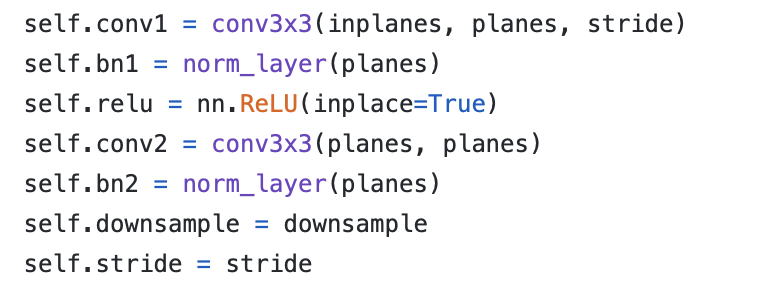 self.conv1 = conv3x3(inplanes, planes, stride)
self.bn1 = norm_layer(planes)
self.relu = nn.ReLU(inplace=True)
self.conv2 = conv3x3(planes, planes)
self.bn2 = norm_layer(planes)
self.downsample = downsample
self.stride = stride